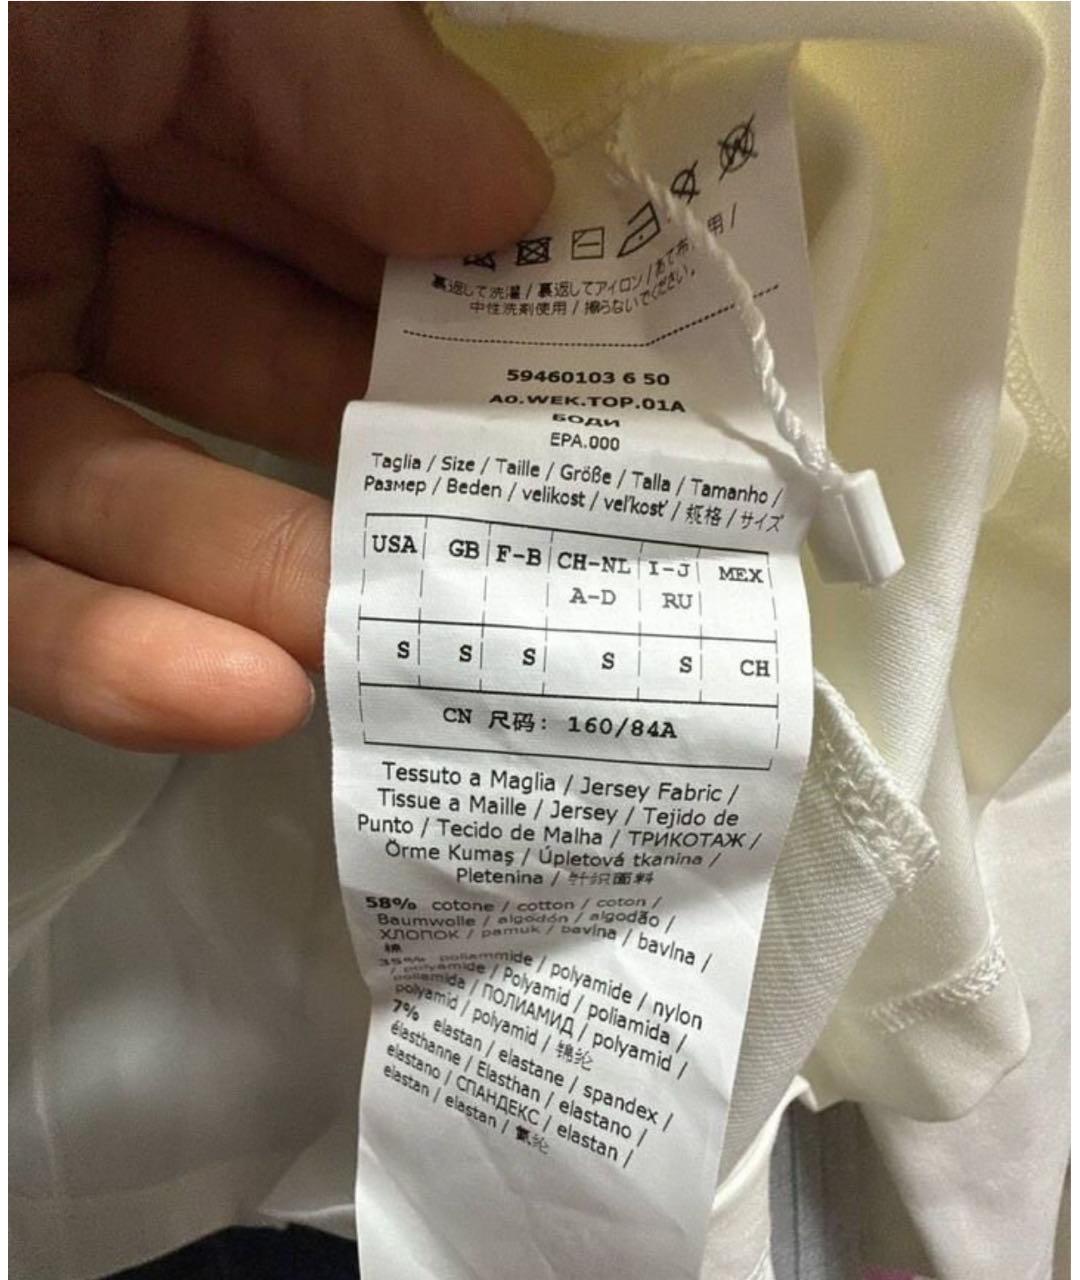 裏返して洗濯 / 裏返してアイロン / あて布使用 /
中性洗剤使用 / 擦らないでください。
59460103 6 50
A0.WEK.TOP.01A
БОДИ
EPA.000
Taglia / Size / Taille / Größe / Talla / Tamanho /
Размер / Beden / velikost / veľkosť / 规格 / サイズ
USA GB F-B CH-NL I-J MEX
A-D RU
S S S S S CH
CN 尺码: 160/84A
Tessuto a Maglia / Jersey Fabric /
Tissue a Maille / Jersey / Tejido de
Punto / Tecido de Malha / ТРИКОТАЖ /
Örme Kumaş / Úpletová tkanina /
Pletenina / 针织面料
58% cotone / cotton / coton /
Baumwolle / algodón / algodão /
ХЛОПОК / pamuk / bavlna / bavlna /
棉
35% poliammide / polyamide / nylon
/ polyamide / Polyamid / poliamida /
poliamida / ПОЛИАМИД / polyamid /
polyamid / polyamid / 锦纶
7% elastan / elastane / spandex /
élasthanne / Elasthan / elastano /
elastano / СПАНДЕКС / elastan /
elastan / elastan / 氨纶